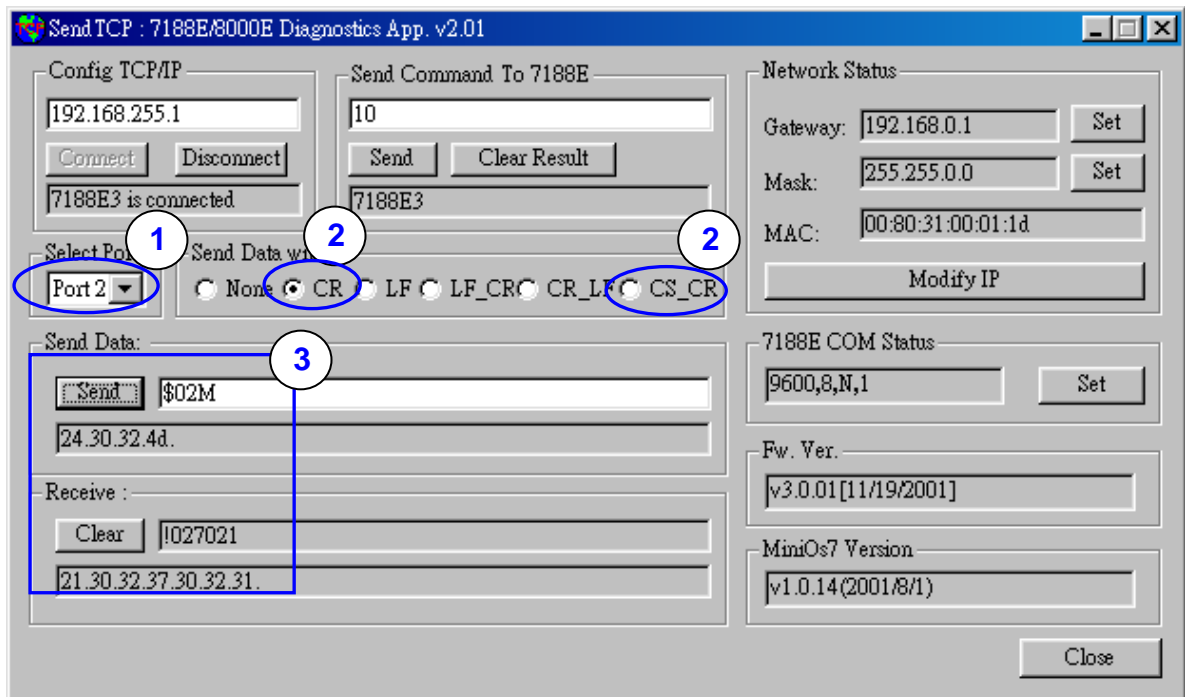 SendTCP : 7188E/8000E Diagnostics App. v2.01
Config TCP/IP
192.168.255.1
Connect Disconnect
7188E3 is connected
Send Command To 7188E
10
Send Clear Result
7188E3
Network Status
Gateway: 192.168.0.1 Set
Mask: 255.255.0.0 Set
MAC: 00:80:31:00:01:1d
Modify IP
1
2
2
Select Po
Port 2
Send Data wi
None CR LF LF_CR CR_LF CS_CR
Send Data:
3
Send $02M
24.30.32.4d.
Receive :
Clear !027021
21.30.32.37.30.32.31.
7188E COM Status
9600,8,N,1 Set
Fw. Ver.
v3.0.01[11/19/2001]
MiniOs7 Version
v1.0.14(2001/8/1)
Close